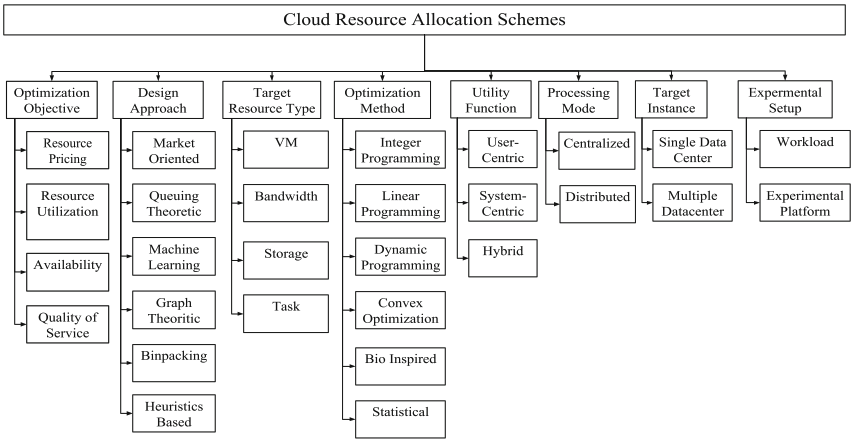 Cloud Resource Allocation Schemes
Optimization
Objective
Resource
Pricing
Resource
Utilization
Availability
Quality of
Service
Design
Approach
Market
Oriented
Queuing
Theoretic
Machine
Learning
Graph
Theoritic
Binpacking
Heuristics
Based
Target
Resource Type
VM
Bandwidth
Storage
Task
Optimization
Method
Integer
Programming
Linear
Programming
Dynamic
Programming
Convex
Optimization
Bio Inspired
Statistical
Utility
Function
User-
Centric
System-
Centric
Hybrid
Processing
Mode
Centralized
Distributed
Target
Instance
Single Data
Center
Multiple
Datacenter
Expermental
Setup
Workload
Experimental
Platform